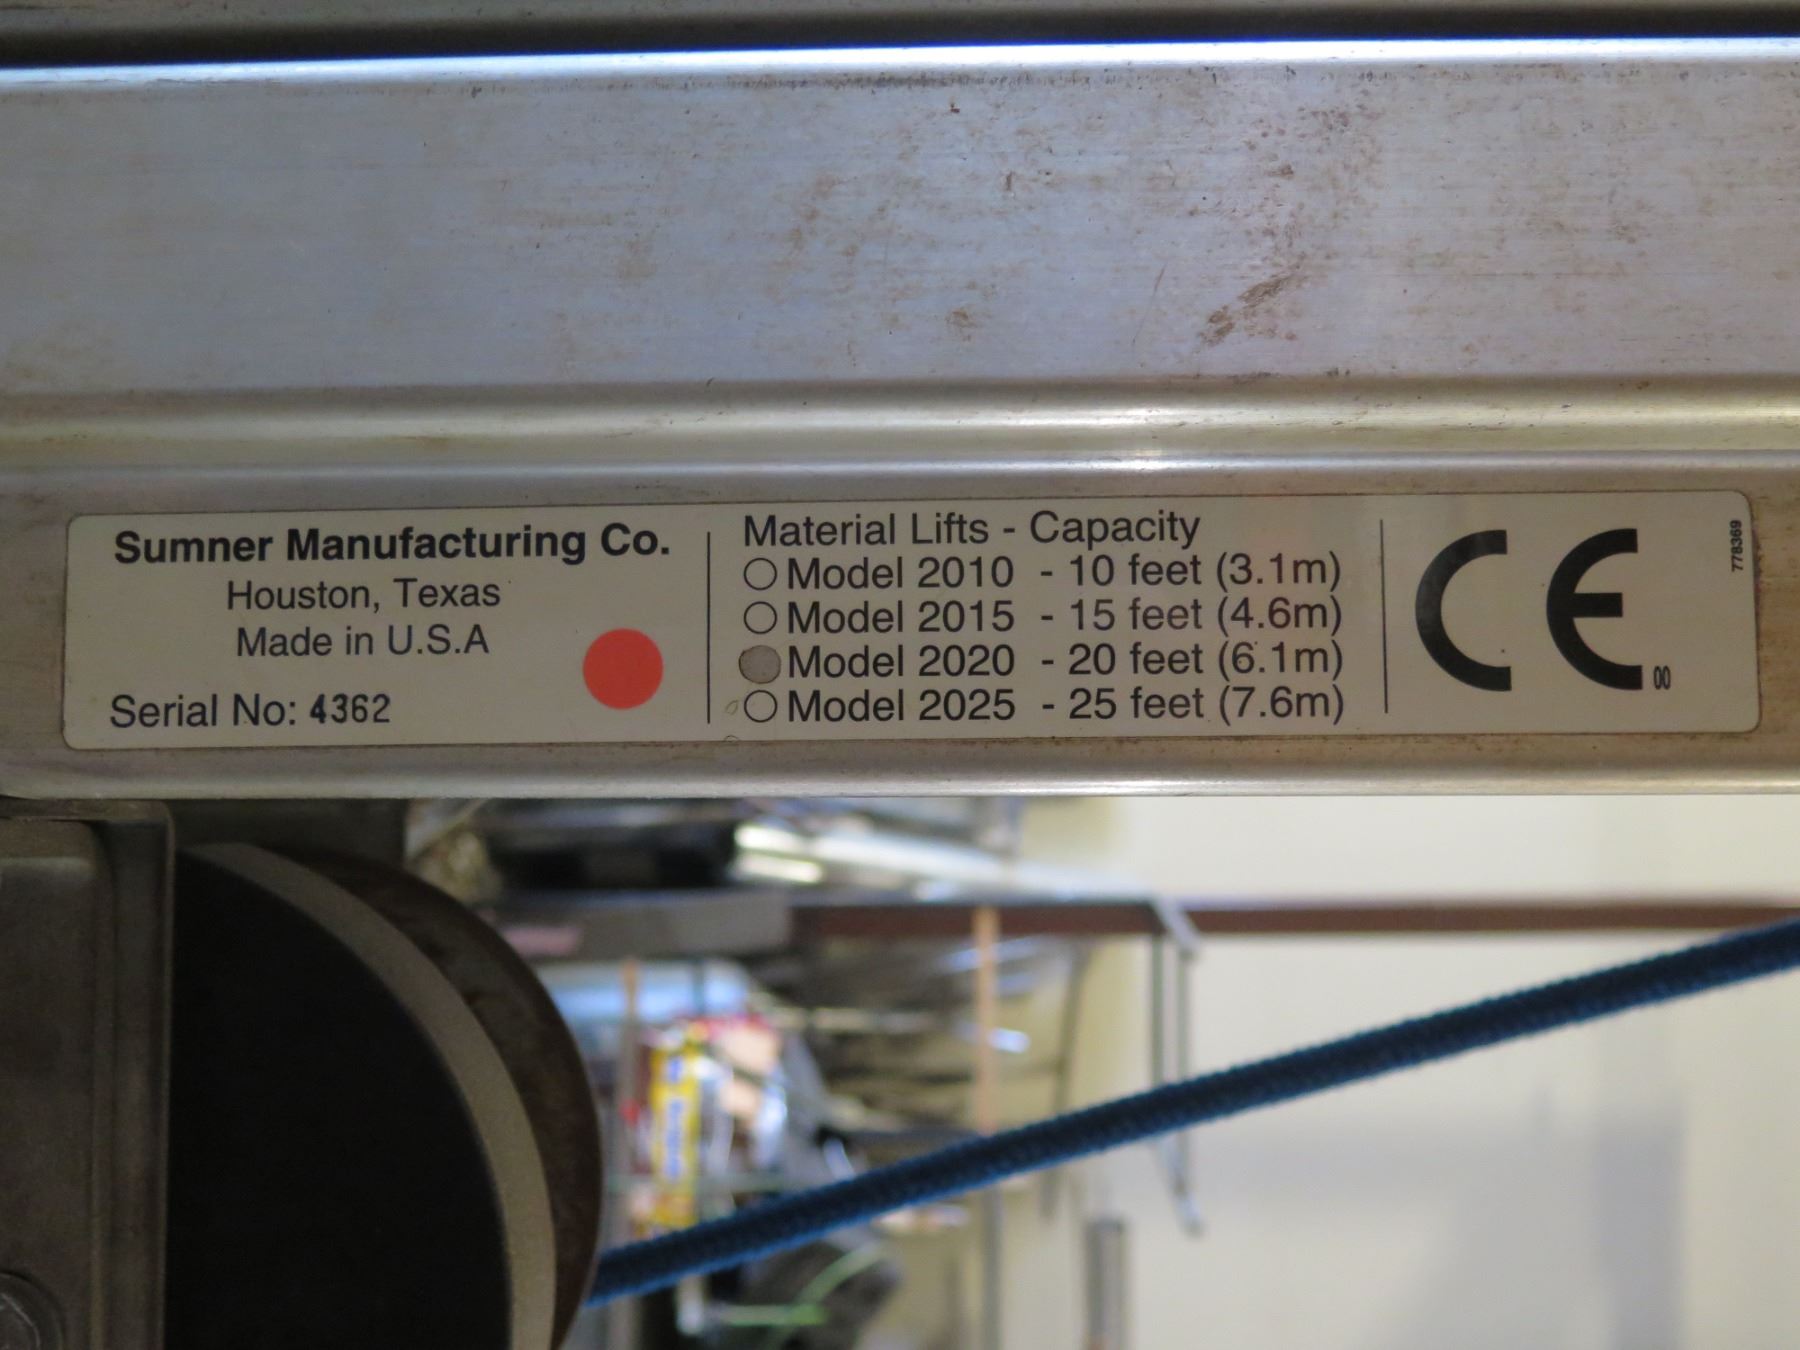 Sumner Manufacturing Co.
Houston, Texas
Made in U.S.A
Serial No: 4362
Material Lifts - Capacity
Model 2010 - 10 feet (3.1m)
Model 2015 - 15 feet (4.6m)
Model 2020 - 20 feet (6.1m)
Model 2025 - 25 feet (7.6m)
CE
00
778369